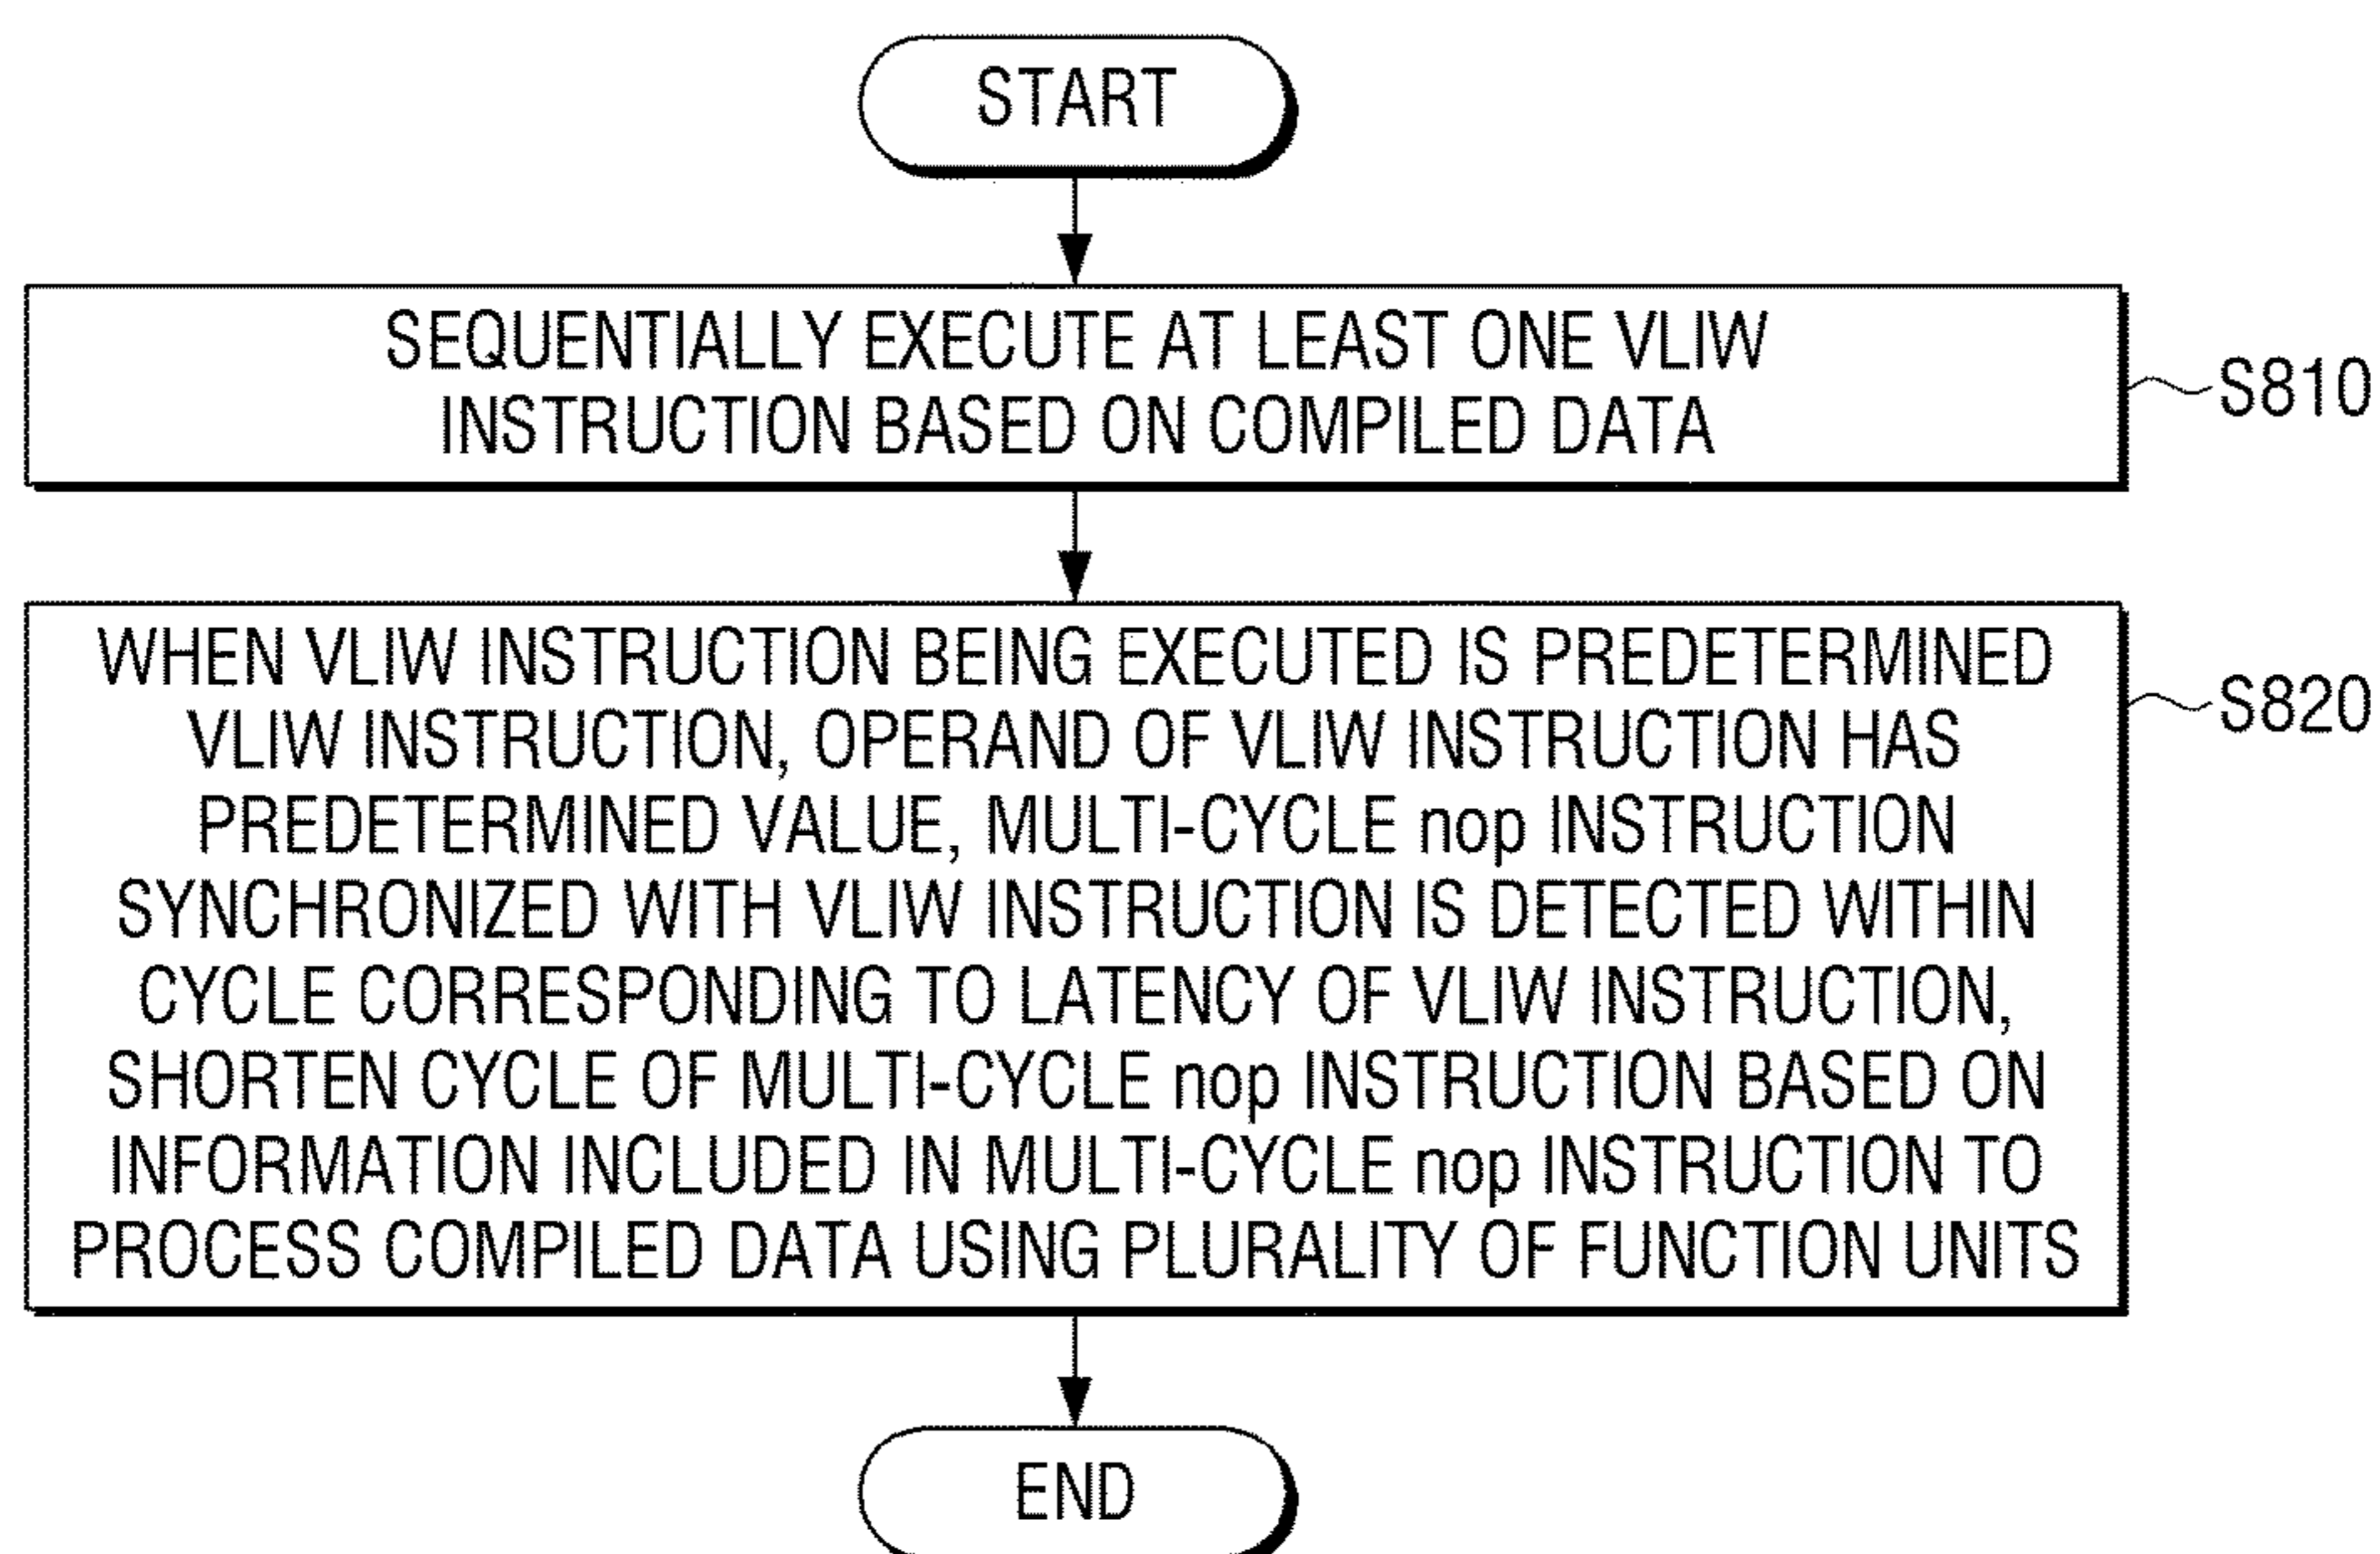 START
SEQUENTIALLY EXECUTE AT LEAST ONE VLIW
INSTRUCTION BASED ON COMPILED DATA
S810
WHEN VLIW INSTRUCTION BEING EXECUTED IS PREDETERMINED
VLIW INSTRUCTION, OPERAND OF VLIW INSTRUCTION HAS
PREDETERMINED VALUE, MULTI-CYCLE nop INSTRUCTION
SYNCHRONIZED WITH VLIW INSTRUCTION IS DETECTED WITHIN
CYCLE CORRESPONDING TO LATENCY OF VLIW INSTRUCTION,
SHORTEN CYCLE OF MULTI-CYCLE nop INSTRUCTION BASED ON
INFORMATION INCLUDED IN MULTI-CYCLE nop INSTRUCTION TO
PROCESS COMPILED DATA USING PLURALITY OF FUNCTION UNITS
S820
END